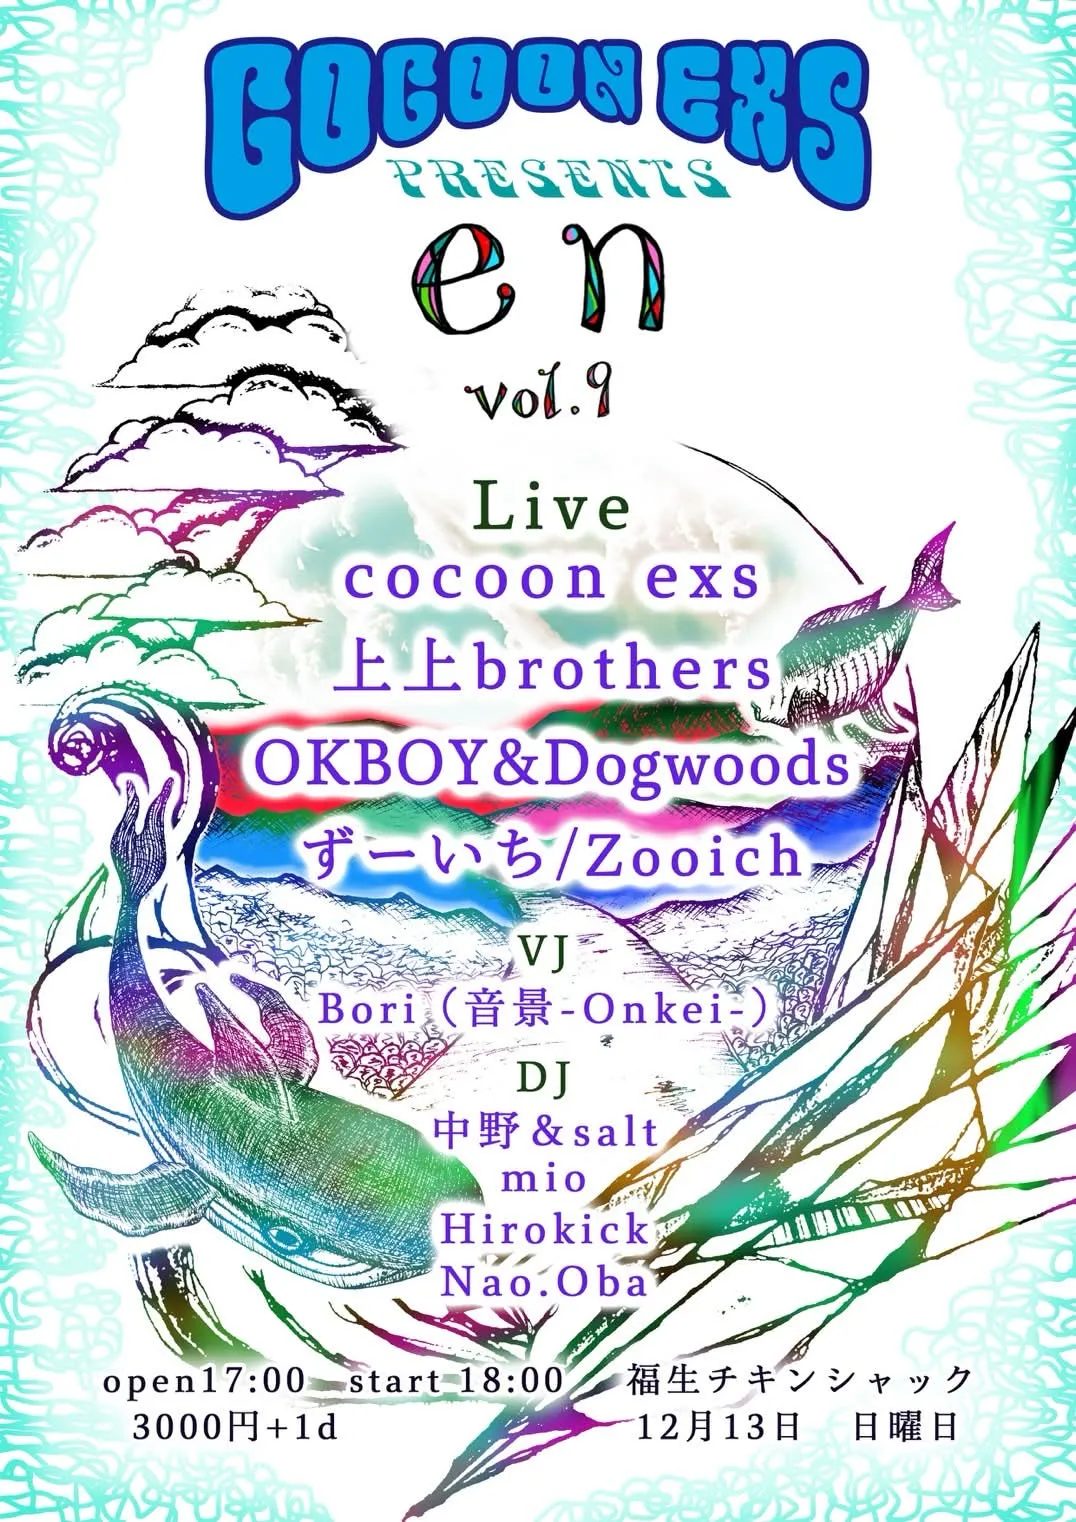 COCOON EXS
PRESENTS
en
vol.9
Live
cocoon exs
上上brothers
OKBOY&Dogwoods
ずーいち/Zooich
VJ
Bori（音景-Onkei-）
DJ
中野＆salt
mio
Hirokick
Nao.Oba
open17:00　start 18:00　福生チキンシャック
3000円+1d　12月13日　日曜日